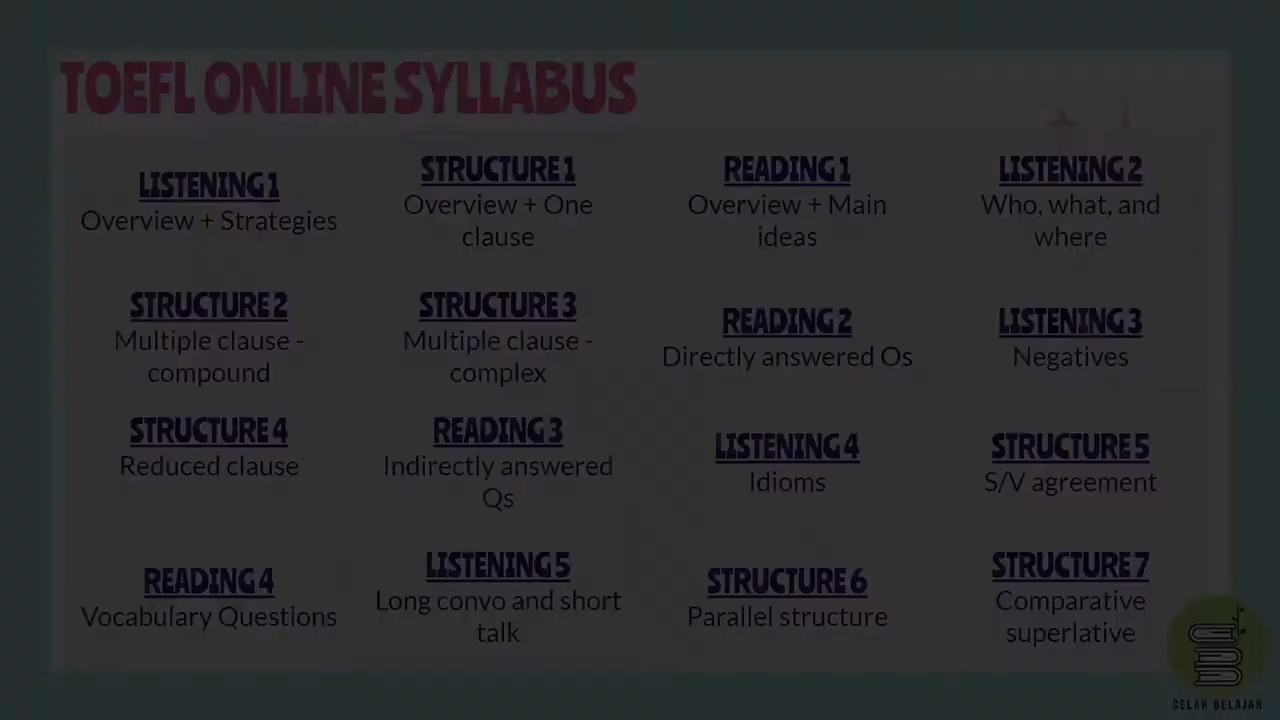 TOEFL ONLINE SYLLABUS
LISTENING 1
Overview + Strategies
STRUCTURE 1
Overview + One
clause
READING 1
Overview + Main
ideas
LISTENING 2
Who, what, and
where
STRUCTURE 2
Multiple clause -
compound
STRUCTURE 3
Multiple clause -
complex
READING 2
Directly answered Qs
LISTENING 3
Negatives
STRUCTURE 4
Reduced clause
READING 3
Indirectly answered
Qs
LISTENING 4
Idioms
STRUCTURE 5
S/V agreement
READING 4
Vocabulary Questions
LISTENING 5
Long convo and short
talk
STRUCTURE 6
Parallel structure
STRUCTURE 7
Comparative
superlative
CELAH BELAJAR